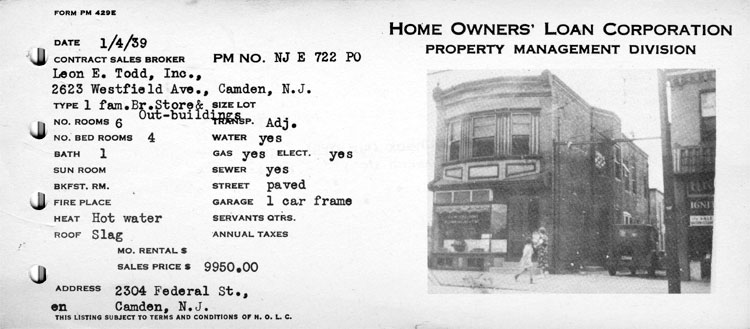 FORM PM 429E
HOME OWNERS' LOAN CORPORATION
PROPERTY MANAGEMENT DIVISION
DATE 1/4/39
CONTRACT SALES BROKER PM NO. NJ E 722 PO
Leon E. Todd, Inc.,
2623 Westfield Ave., Camden, N.J.
TYPE 1 fam.Br.Store& SIZE LOT
Out-buildings
NO. ROOMS 6 TRANSP. Adj.
NO. BED ROOMS 4 WATER yes
BATH 1 GAS yes ELECT. yes
SUN ROOM SEWER yes
BKFST. RM. STREET paved
FIRE PLACE GARAGE 1 car frame
HEAT Hot water SERVANTS QTRS.
ROOF Slag ANNUAL TAXES
MO. RENTAL $
SALES PRICE $ 9950.00
ADDRESS 2304 Federal St.,
en Camden, N.J.
THIS LISTING SUBJECT TO TERMS AND CONDITIONS OF H. O. L. C.